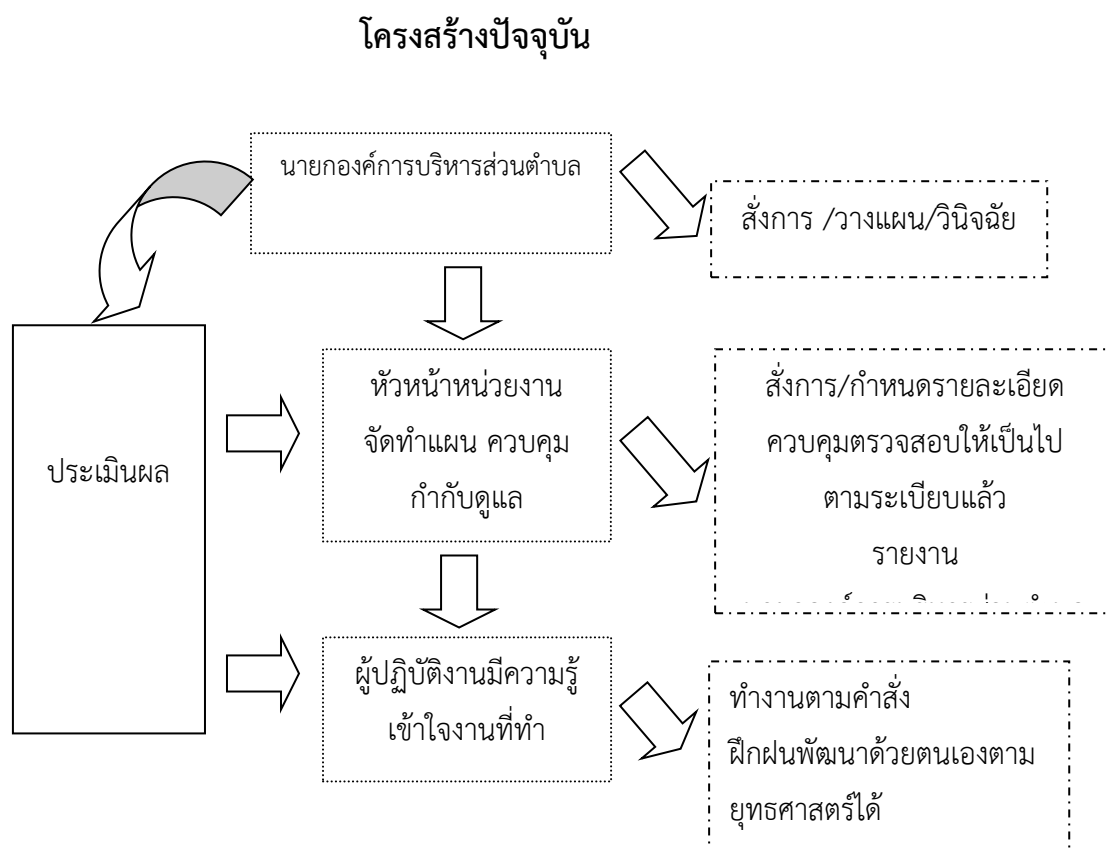 โครงสร้างปัจจุบัน
นายกองค์การบริหารส่วนตำบล
สั่งการ /วางแผน/วินิจฉัย
ประเมินผล
หัวหน้าหน่วยงาน
จัดทำแผน ควบคุม
กำกับดูแล
สั่งการ/กำหนดรายละเอียด
ควบคุมตรวจสอบให้เป็นไป
ตามระเบียบแล้ว
รายงาน
ผู้ปฏิบัติงานมีความรู้
เข้าใจงานที่ทำ
ทำงานตามคำสั่ง
ฝึกฝนพัฒนาด้วยตนเองตาม
ยุทธศาสตร์ได้